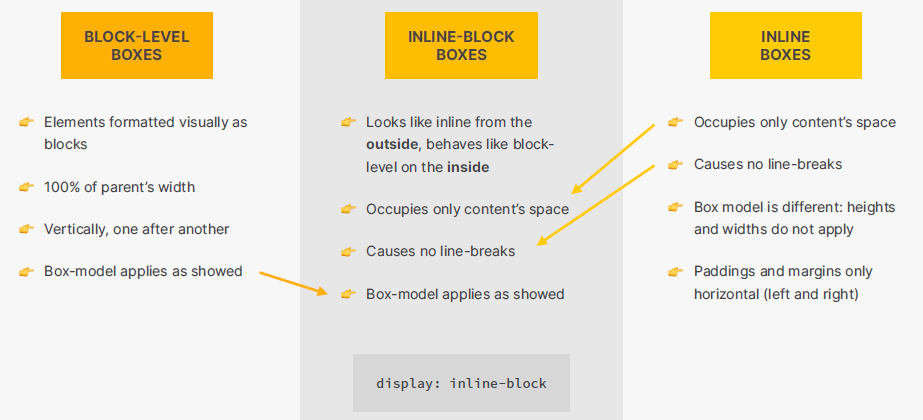 BLOCK-LEVEL
BOXES
👉 Elements formatted visually as
blocks
👉 100% of parent’s width
👉 Vertically, one after another
👉 Box-model applies as showed
INLINE-BLOCK
BOXES
👉 Looks like inline from the
outside, behaves like block-
level on the inside
👉 Occupies only content’s space
👉 Causes no line-breaks
👉 Box-model applies as showed
display: inline-block
INLINE
BOXES
👉 Occupies only content’s space
👉 Causes no line-breaks
👉 Box model is different: heights
and widths do not apply
👉 Paddings and margins only
horizontal (left and right)